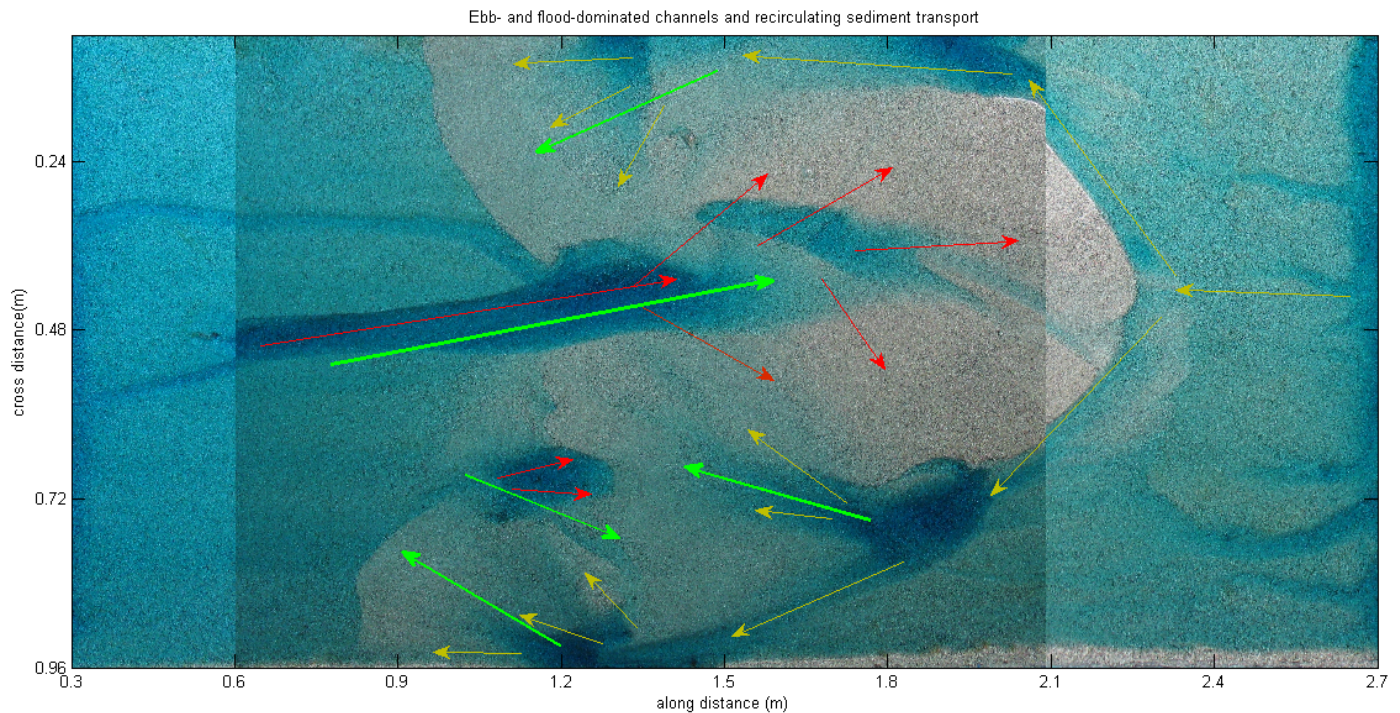 Ebb- and flood-dominated channels and recirculating sediment transport
0.24
0.48
0.72
0.96
cross distance(m)
0.3 0.6 0.9 1.2 1.5 1.8 2.1 2.4 2.7
along distance (m)